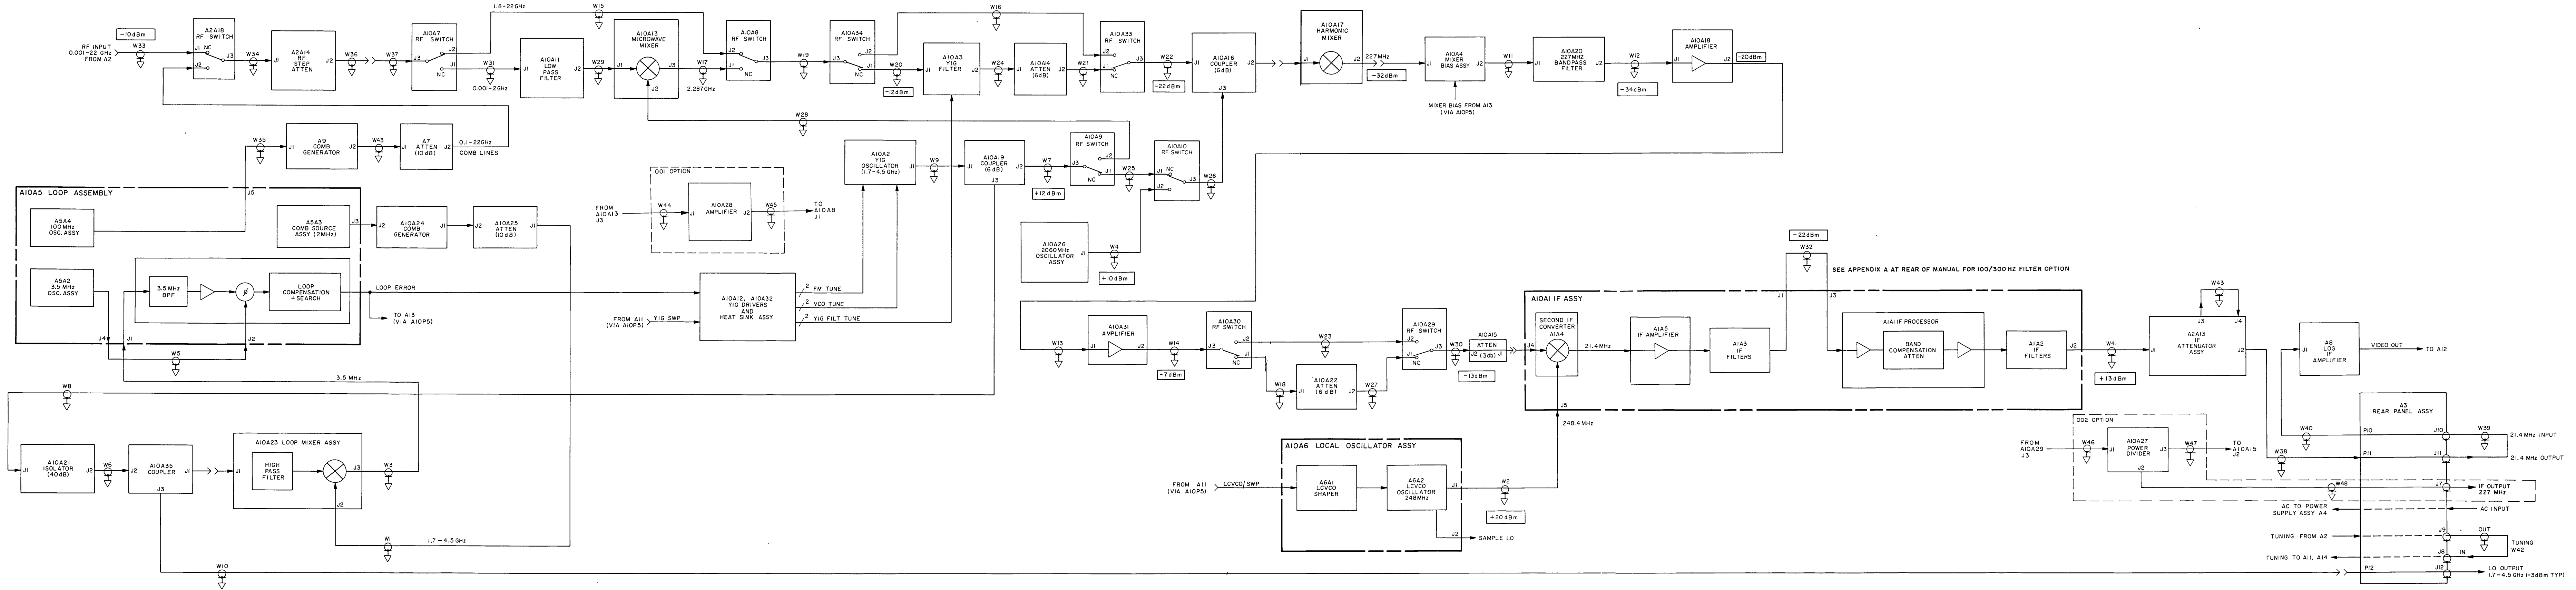 -10dBm
RF INPUT
0.001-22 GHz
FROM A2
W33
A2A18
RF SWITCH
J1 NC
J2
J3
W34
A2A14
RF
STEP
ATTEN
J1
J2
W36
W37
A10A7
RF SWITCH
J3
J2
J1
NC
1.8-22GHz
W15
W31
0.001-2GHz
A10A11
LOW
PASS
FILTER
J1
J2
W29
A10A13
MICROWAVE
MIXER
J1
J3
J2
W17
2.287GHz
A10A8
RF SWITCH
J2
J1
J3
NC
W19
A10A34
RF SWITCH
J3
J2
J1
NC
W16
W20
-12dBm
A10A3
YIG
FILTER
J1
J2
W24
A10A14
ATTEN
(6dB)
J1
J2
W21
A10A33
RF SWITCH
J2
J1
J3
NC
W22
-22dBm
A10A16
COUPLER
(6dB)
J1
J2
J3
A10A17
HARMONIC
MIXER
J1
J2
227MHz
-32dBm
A10A4
MIXER
BIAS ASSY
J1
J2
MIXER BIAS FROM A13
(VIA A10P5)
W11
A10A20
227MHZ
BANDPASS
FILTER
J1
J2
W12
-34dBm
A10A18
AMPLIFIER
J1
J2
-20dBm
W28
W35
A9
COMB
GENERATOR
J1
J2
W43
A7
ATTEN
(10dB)
J1
J2
0.1-22GHz
COMB LINES
A10A2
YIG
OSCILLATOR
(1.7-4.5GHz)
J1
W9
A10A19
COUPLER
(6dB)
J1
J2
J3
W7
+12dBm
A10A9
RF SWITCH
J3
J2
J1
NC
W25
A10A10
RF SWITCH
NC
J1
J2
J3
W26
001 OPTION
FROM
A10A13
J3
W44
A10A28
AMPLIFIER
J1
J2
W45
TO
A10A8
J1
A10A5 LOOP ASSEMBLY
J5
A5A4
100MHz
OSC. ASSY
A5A3
COMB SOURCE
ASSY (2MHz)
J3
A10A24
COMB
GENERATOR
J2
J1
A10A25
ATTEN
(10dB)
J2
J1
A5A2
3.5MHz
OSC. ASSY
3.5 MHz
BPF
Ø
LOOP
COMPENSATION
+SEARCH
LOOP ERROR
TO A13
(VIA A10P5)
J4
J1
J2
W5
A10A26
2060MHz
OSCILLATOR
ASSY
J1
W4
+10dBm
A10A12, A10A32
YIG DRIVERS
AND
HEAT SINK ASSY
FROM A11
(VIA A10P5)
YIG SWP
2 FM TUNE
2 VCO TUNE
2 YIG FILT TUNE
W13
A10A31
AMPLIFIER
J1
J2
W14
-7dBm
A10A30
RF SWITCH
J3
J2
J1
NC
W23
W18
A10A22
ATTEN
(6dB)
J1
J2
W27
A10A29
RF SWITCH
J2
J1
NC
J3
W30
-13dBm
A10A15
ATTEN
J2 (3db) J1
A10A1 IF ASSY
SECOND IF
CONVERTER
A1A4
J4
J5
21.4MHz
A1A5
IF AMPLIFIER
A1A3
IF
FILTERS
J1
-22dBm
W32
J3
SEE APPENDIX A AT REAR OF MANUAL FOR 100/300 HZ FILTER OPTION
A1A1 IF PROCESSOR
BAND
COMPENSATION
ATTEN
A1A2
IF
FILTERS
J2
W41
+13dBm
A2A13
IF
ATTENUATOR
ASSY
J1
J3
J4
J2
W43
A8
LOG
IF
AMPLIFIER
J1
VIDEO OUT
TO A12
248.4MHz
A10A6 LOCAL OSCILLATOR ASSY
FROM A11
(VIA A10P5)
LCVCO/SWP
A6A1
LCVCO
SHAPER
A6A2
LCVCO
OSCILLATOR
248MHz
J1
J2
W2
+20dBm
SAMPLE LO
3.5 MHz
W8
A10A21
ISOLATOR
(40dB)
J1
J2
W6
A10A35
COUPLER
J2
J1
J3
A10A23 LOOP MIXER ASSY
J1
HIGH
PASS
FILTER
J3
J2
W3
W1
1.7-4.5GHz
W10
002 OPTION
FROM
A10A29
J3
W46
A10A27
POWER
DIVIDER
J1
J3
J2
W47
TO
A10A15
J2
W48
A3
REAR PANEL ASSY
W40
P10
J10
W39
21.4MHz INPUT
W38
P11
J11
21.4MHz OUTPUT
J7
IF OUTPUT
227 MHz
AC TO POWER
SUPPLY ASSY A4
AC INPUT
TUNING FROM A2
J9
OUT
TUNING
W42
TUNING TO A11, A14
J8
IN
P12
J12
LO OUTPUT
1.7-4.5GHz (-3dBm TYP)